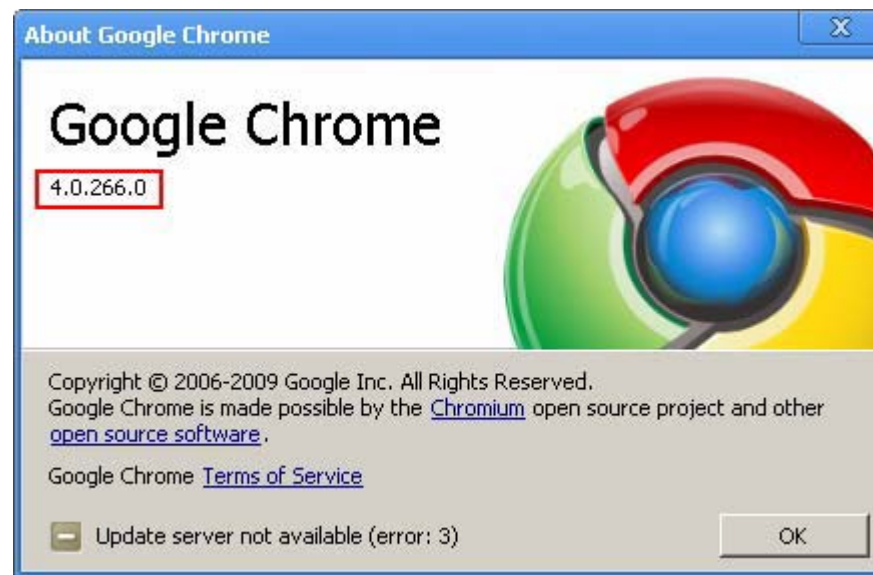 About Google Chrome
Google Chrome
4.0.266.0
Copyright © 2006-2009 Google Inc. All Rights Reserved.
Google Chrome is made possible by the Chromium open source project and other
open source software.
Google Chrome Terms of Service
Update server not available (error: 3)
OK